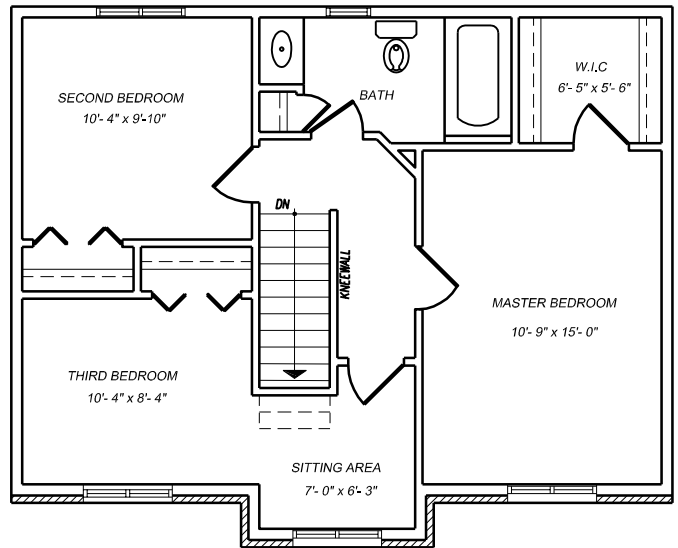 SECOND BEDROOM
10'- 4" x 9'-10"
BATH
W.I.C
6'- 5" x 5'- 6"
DN
KNEEWALL
MASTER BEDROOM
10'- 9" x 15'- 0"
THIRD BEDROOM
10'- 4" x 8'- 4"
SITTING AREA
7'- 0" x 6'- 3"